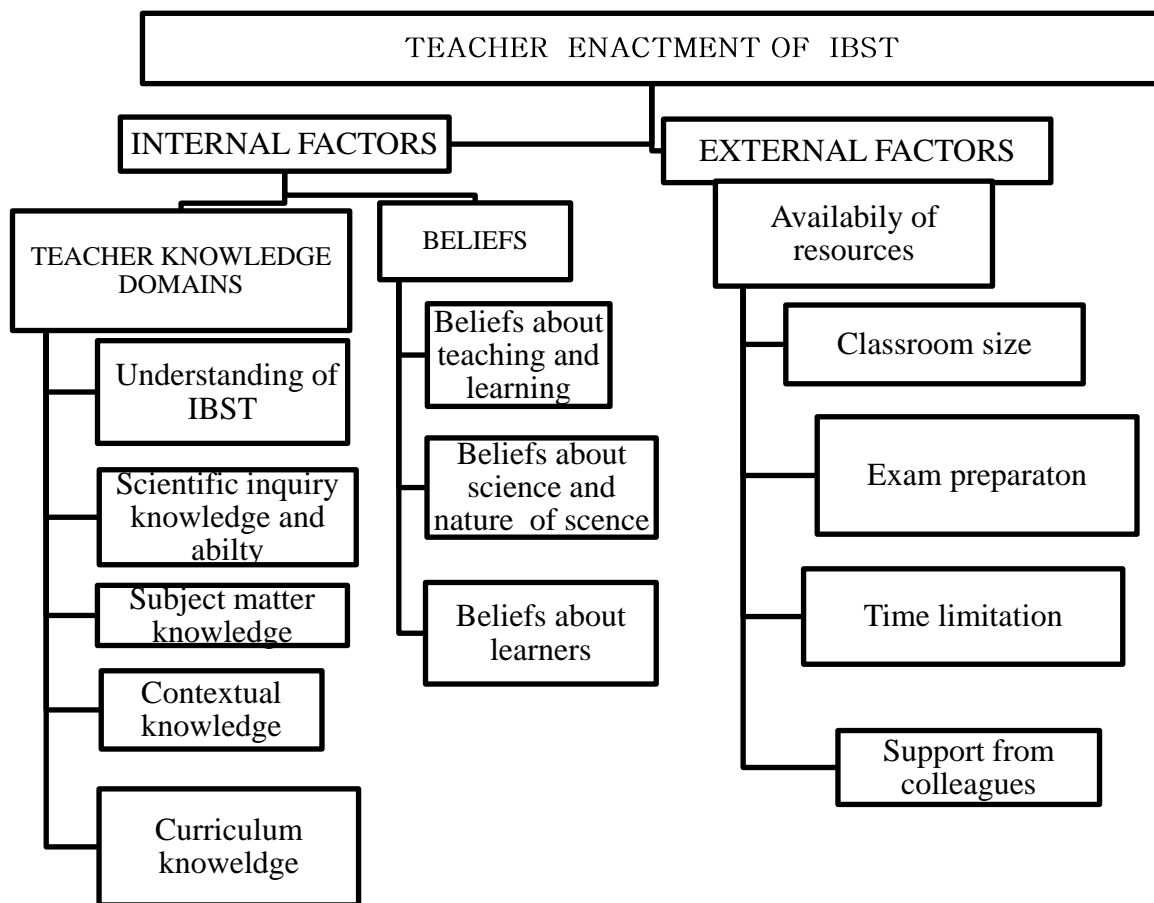 TEACHER ENACTMENT OF IBST
INTERNAL FACTORS
EXTERNAL FACTORS
TEACHER KNOWLEDGE
DOMAINS
BELIEFS
Availabily of
resources
Understanding of
IBST
Scientific inquiry
knowledge and
abilty
Subject matter
knowledge
Contextual
knowledge
Curriculum
knoweldge
Beliefs about
teaching and
learning
Beliefs about
science and
nature of scence
Beliefs about
learners
Classroom size
Exam preparaton
Time limitation
Support from
colleagues